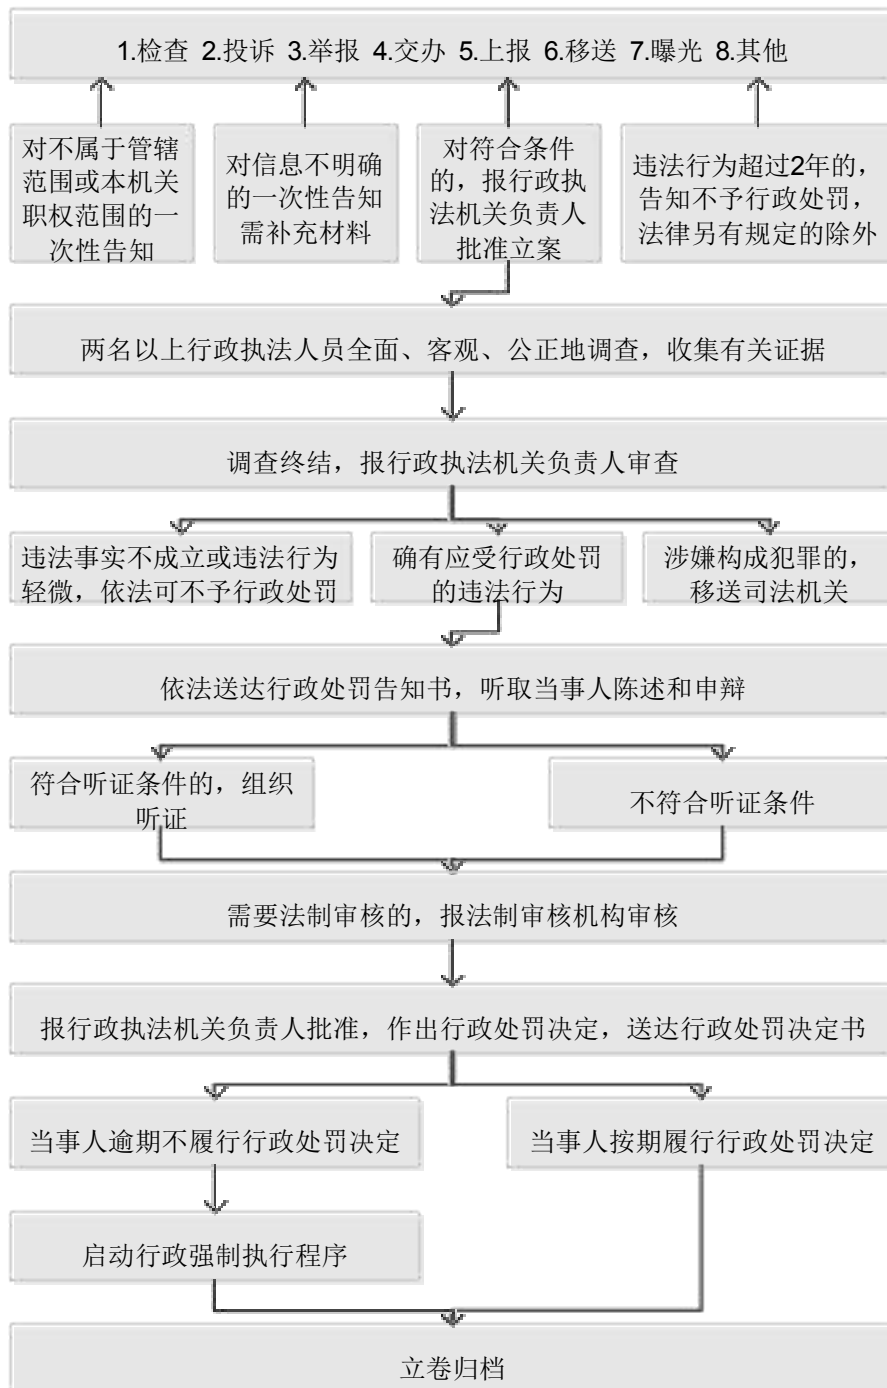 1.检查 2.投诉 3.举报 4.交办 5.上报 6.移送 7.曝光 8.其他
对不属于管辖
范围或本机关
职权范围的一
次性告知
对信息不明确
的一次性告知
需补充材料
对符合条件
的，报行政执
法机关负责人
批准立案
违法行为超过2年的，
告知不予行政处罚，
法律另有规定的除外
两名以上行政执法人员全面、客观、公正地调查，收集有关证据
调查终结，报行政执法机关负责人审查
违法事实不成立或违法行为
轻微，依法可不予行政处罚
确有应受行政处罚
的违法行为
涉嫌构成犯罪的，
移送司法机关
依法送达行政处罚告知书，听取当事人陈述和申辩
符合听证条件的，组织
听证
不符合听证条件
需要法制审核的，报法制审核机构审核
报行政执法机关负责人批准，作出行政处罚决定，送达行政处罚决定书
当事人逾期不履行行政处罚决定
当事人按期履行行政处罚决定
启动行政强制执行程序
立卷归档